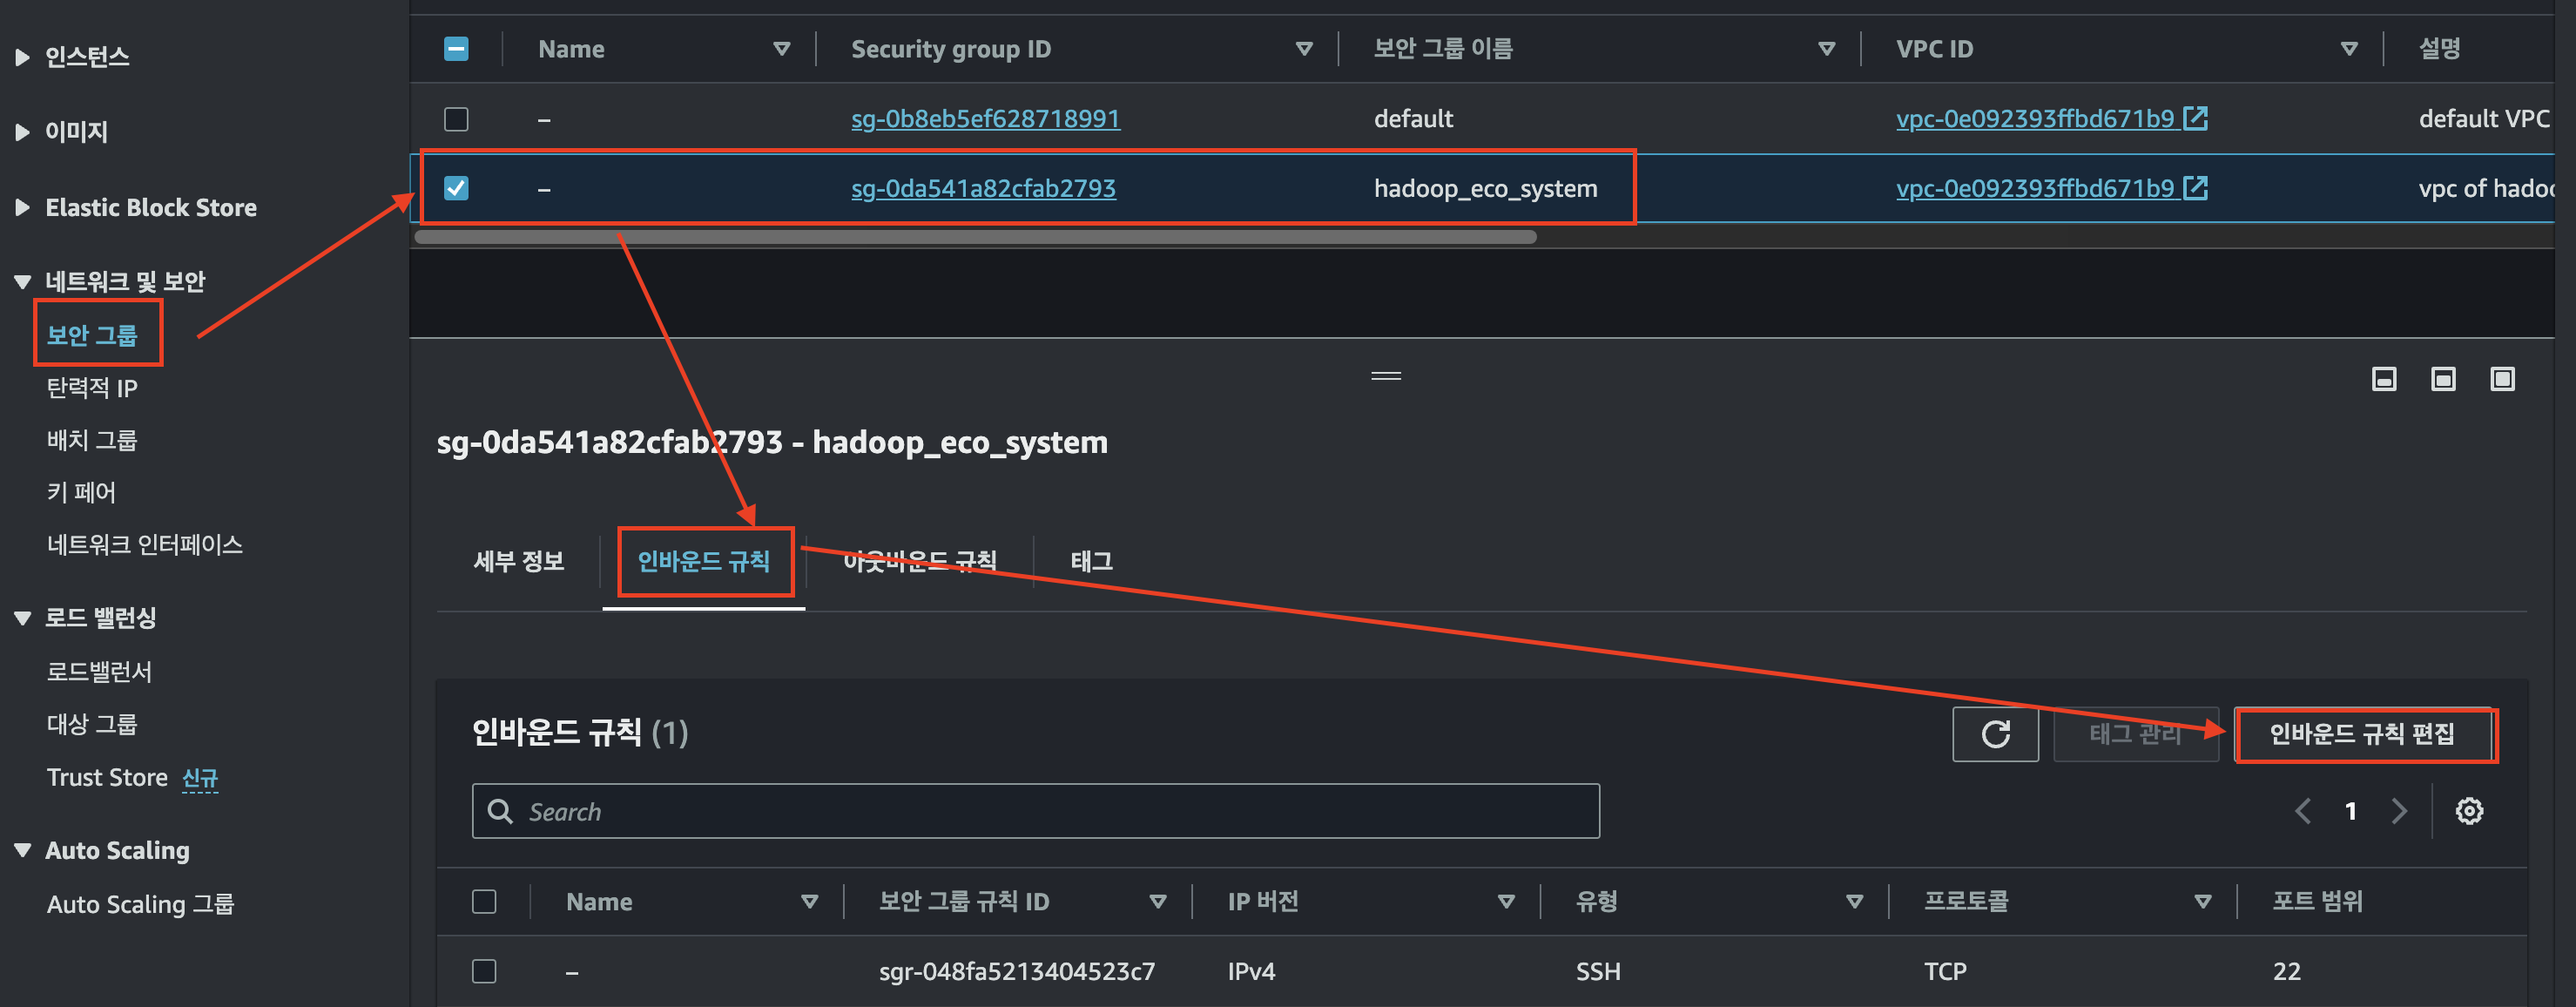 인스턴스
이미지
Elastic Block Store
네트워크 및 보안
보안 그룹
탄력적 IP
배치 그룹
키 페어
네트워크 인터페이스
로드 밸런싱
로드밸런서
대상 그룹
Trust Store 신규
Auto Scaling
Auto Scaling 그룹
Name Security group ID 보안 그룹 이름 VPC ID 설명
– sg-0b8eb5ef628718991 default vpc-0e092393ffbd671b9 default VPC
– sg-0da541a82cfab2793 hadoop_eco_system vpc-0e092393ffbd671b9 vpc of hadoo
sg-0da541a82cfab2793 - hadoop_eco_system
세부 정보 인바운드 규칙 아웃바운드 규칙 태그
인바운드 규칙 (1) 태그 관리 인바운드 규칙 편집
Search 1
Name 보안 그룹 규칙 ID IP 버전 유형 프로토콜 포트 범위
– sgr-048fa5213404523c7 IPv4 SSH TCP 22